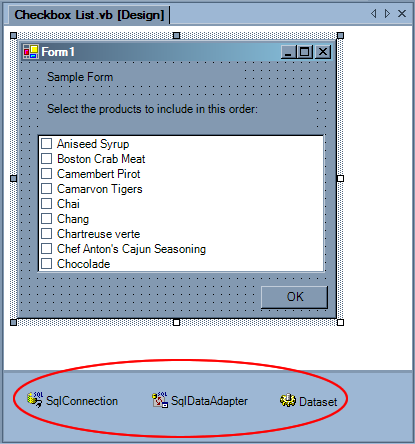 Checkbox List.vb [Design]
Form1
Sample Form
Select the products to include in this order:
Aniseed Syrup
Boston Crab Meat
Camembert Pirot
Camarvon Tigers
Chai
Chang
Chartreuse verte
Chef Anton's Cajun Seasoning
Chocolade
OK
SqlConnection SqlDataAdapter Dataset